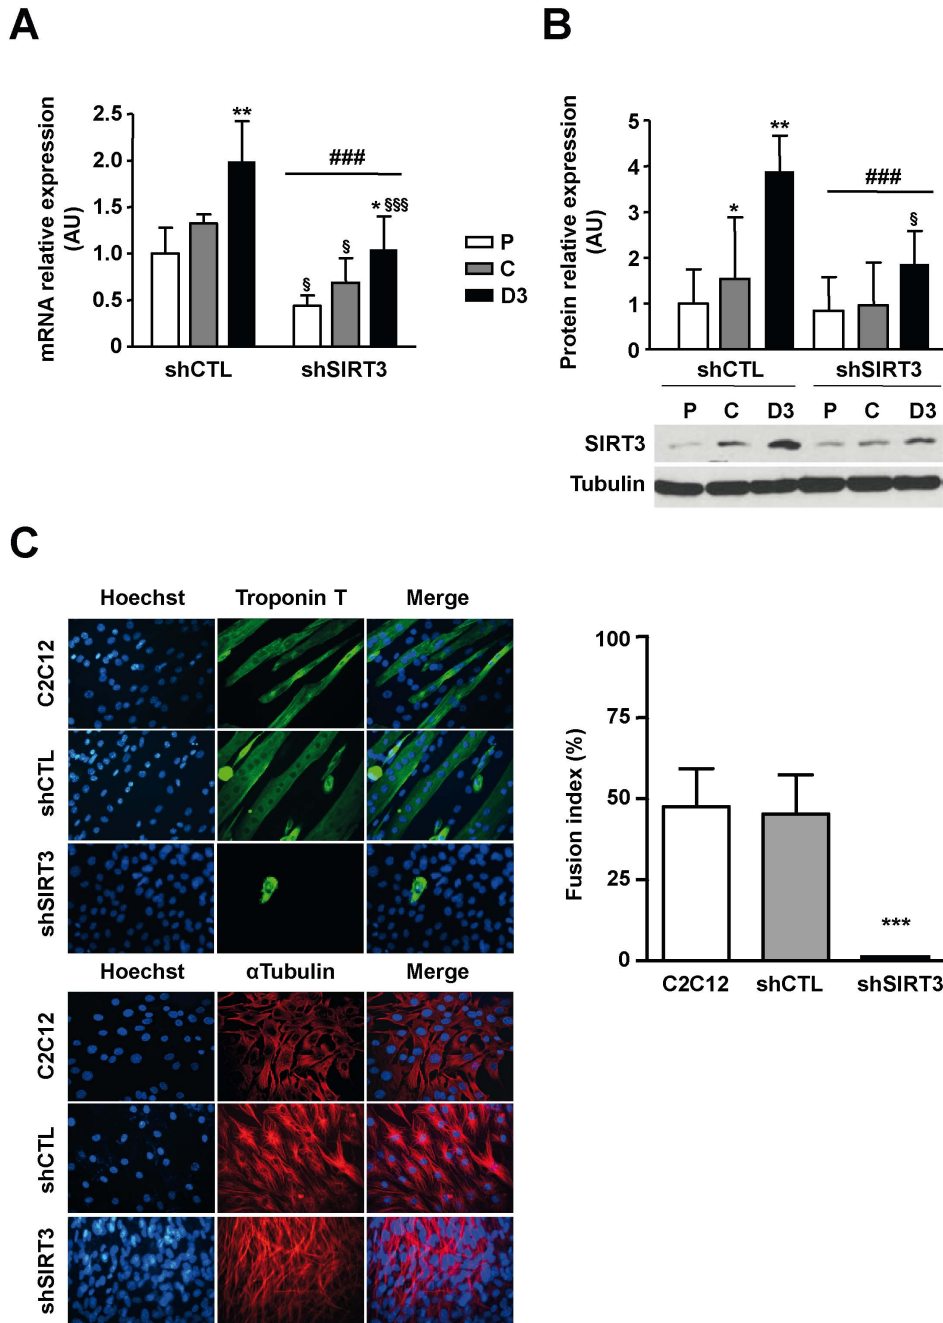 A
mRNA relative expression
(AU)
2.5
2.0
1.5
1.0
0.5
0
**
###
§
§
* §§§
shCTL
shSIRT3
P
C
D3
B
Protein relative expression
(AU)
5
4
3
2
1
0
*
**
###
§
shCTL
shSIRT3
P C D3 P C D3
SIRT3
Tubulin
C
Hoechst Troponin T Merge
C2C12
shCTL
shSIRT3
Hoechst αTubulin Merge
C2C12
shCTL
shSIRT3
Fusion index (%)
100
75
50
25
0
***
C2C12 shCTL shSIRT3